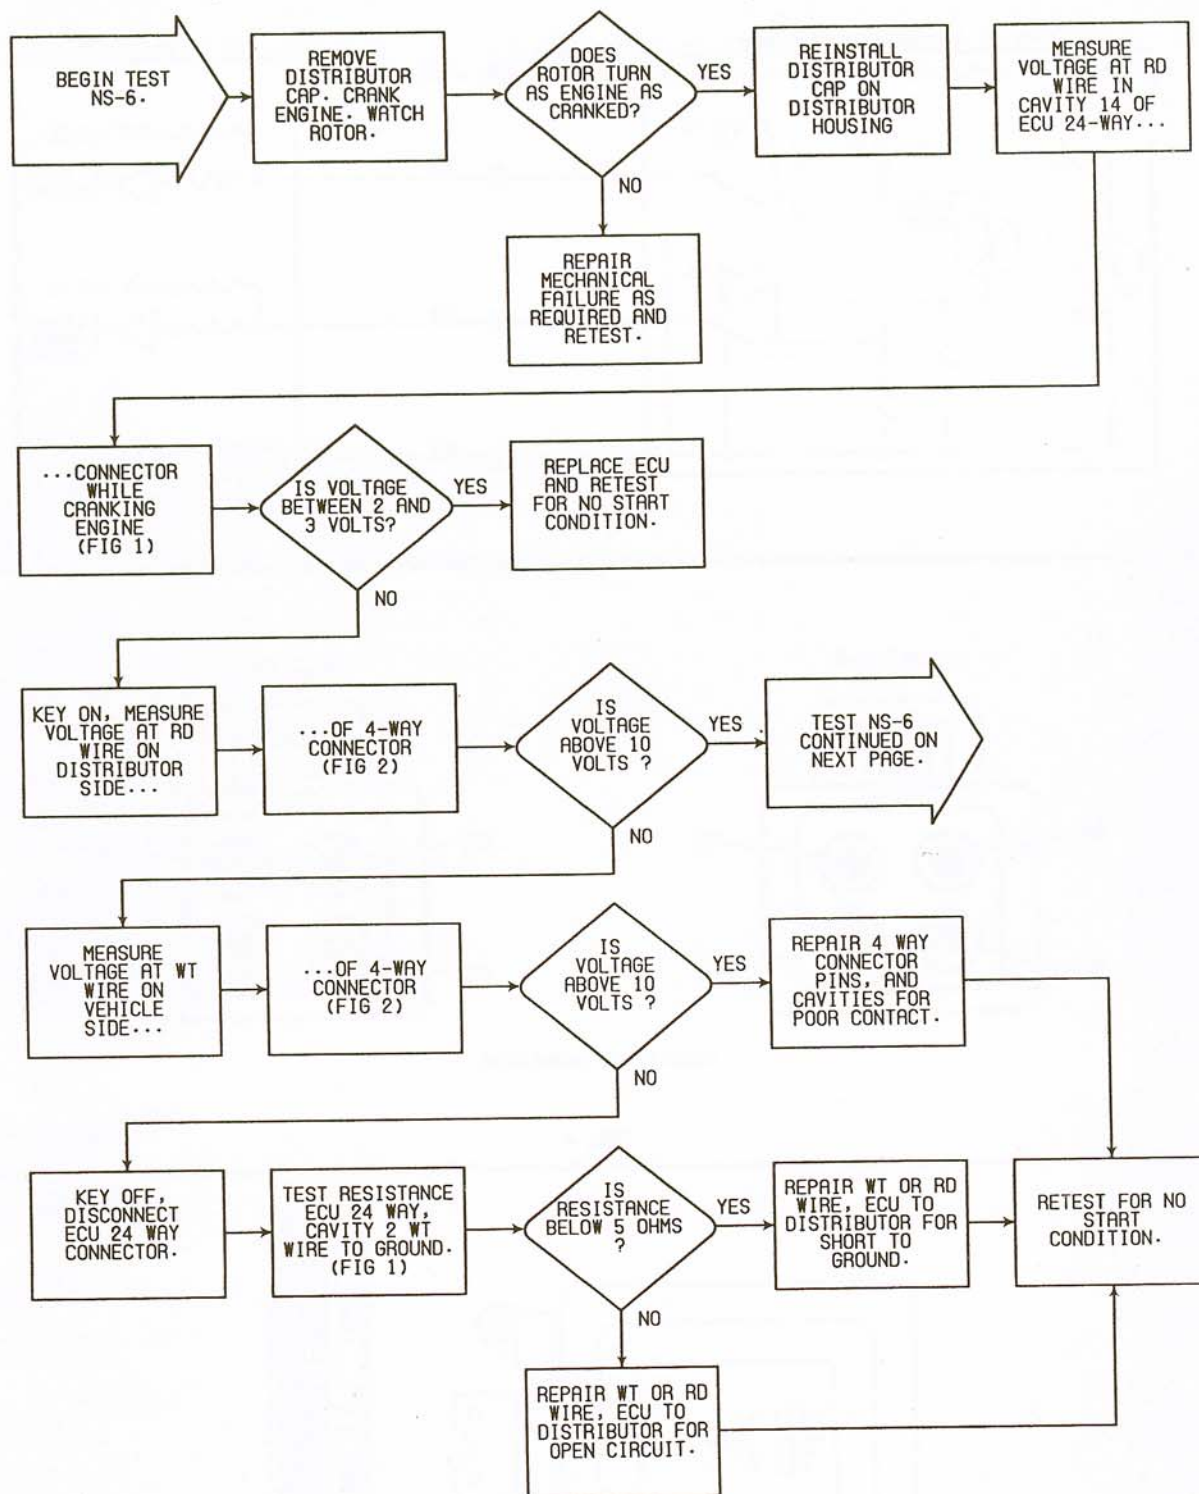 BEGIN TEST
NS-6.
REMOVE
DISTRIBUTOR
CAP. CRANK
ENGINE. WATCH
ROTOR.
DOES
ROTOR TURN
AS ENGINE AS
CRANKED?
YES
REINSTALL
DISTRIBUTOR
CAP ON
DISTRIBUTOR
HOUSING
MEASURE
VOLTAGE AT RD
WIRE IN
CAVITY 14 OF
ECU 24-WAY...
NO
REPAIR
MECHANICAL
FAILURE AS
REQUIRED AND
RETEST.
...CONNECTOR
WHILE
CRANKING
ENGINE
(FIG 1)
IS VOLTAGE
BETWEEN 2 AND
3 VOLTS?
YES
REPLACE ECU
AND RETEST
FOR NO START
CONDITION.
NO
KEY ON, MEASURE
VOLTAGE AT RD
WIRE ON
DISTRIBUTOR
SIDE...
...OF 4-WAY
CONNECTOR
(FIG 2)
IS
VOLTAGE
ABOVE 10
VOLTS ?
YES
TEST NS-6
CONTINUED ON
NEXT PAGE.
NO
MEASURE
VOLTAGE AT WT
WIRE ON
VEHICLE
SIDE...
...OF 4-WAY
CONNECTOR
(FIG 2)
IS
VOLTAGE
ABOVE 10
VOLTS ?
YES
REPAIR 4 WAY
CONNECTOR
PINS, AND
CAVITIES FOR
POOR CONTACT.
NO
KEY OFF,
DISCONNECT
ECU 24 WAY
CONNECTOR.
TEST RESISTANCE
ECU 24 WAY,
CAVITY 2 WT
WIRE TO GROUND.
(FIG 1)
IS
RESISTANCE
BELOW 5 OHMS
?
YES
REPAIR WT OR RD
WIRE, ECU TO
DISTRIBUTOR FOR
SHORT TO
GROUND.
RETEST FOR NO
START
CONDITION.
NO
REPAIR WT OR RD
WIRE, ECU TO
DISTRIBUTOR FOR
OPEN CIRCUIT.